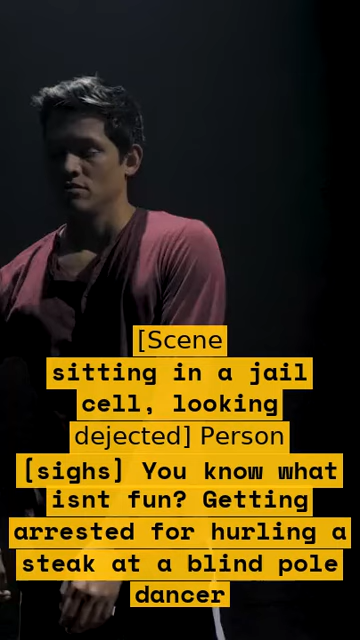 [Scene
sitting in a jail
cell, looking
dejected] Person
[sighs] You know what
isnt fun? Getting
arrested for hurling a
steak at a blind pole
dancer